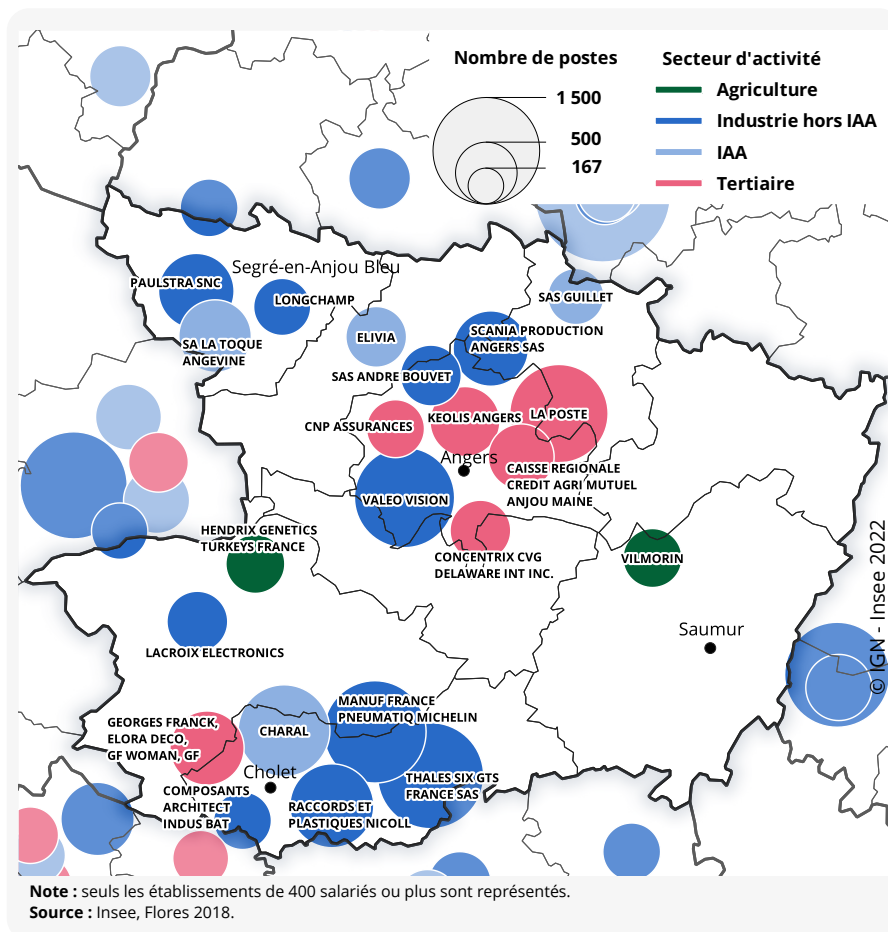 Nombre de postes
1 500
500
167
Secteur d'activité
Agriculture
Industrie hors IAA
IAA
Tertiaire
Segré-en-Anjou Bleu
PAULSTRA SNC
LONGCHAMP
SA LA TOQUE
ANGEVINE
SAS GUILLET
ELIVIA
SCANIA PRODUCTION
ANGERS SAS
SAS ANDRE BOUVET
CNP ASSURANCES
KEOLIS ANGERS
LA POSTE
Angers
CAISSE REGIONALE
CREDIT AGRI MUTUEL
ANJOU MAINE
VALEO VISION
HENDRIX GENETICS
TURKEYS FRANCE
CONCENTRIX CVG
DELAWARE INT INC.
VILMORIN
Saumur
LACROIX ELECTRONICS
MANUF FRANCE
PNEUMATIQ MICHELIN
GEORGES FRANCK,
ELORA DECO,
GF WOMAN, GF
CHARAL
Cholet
THALES SIX GTS
FRANCE SAS
COMPOSANTS
ARCHITECT
INDUS BAT
RACCORDS ET
PLASTIQUES NICOLL
© IGN - Insee 2022
Note : seuls les établissements de 400 salariés ou plus sont représentés.
Source : Insee, Flores 2018.